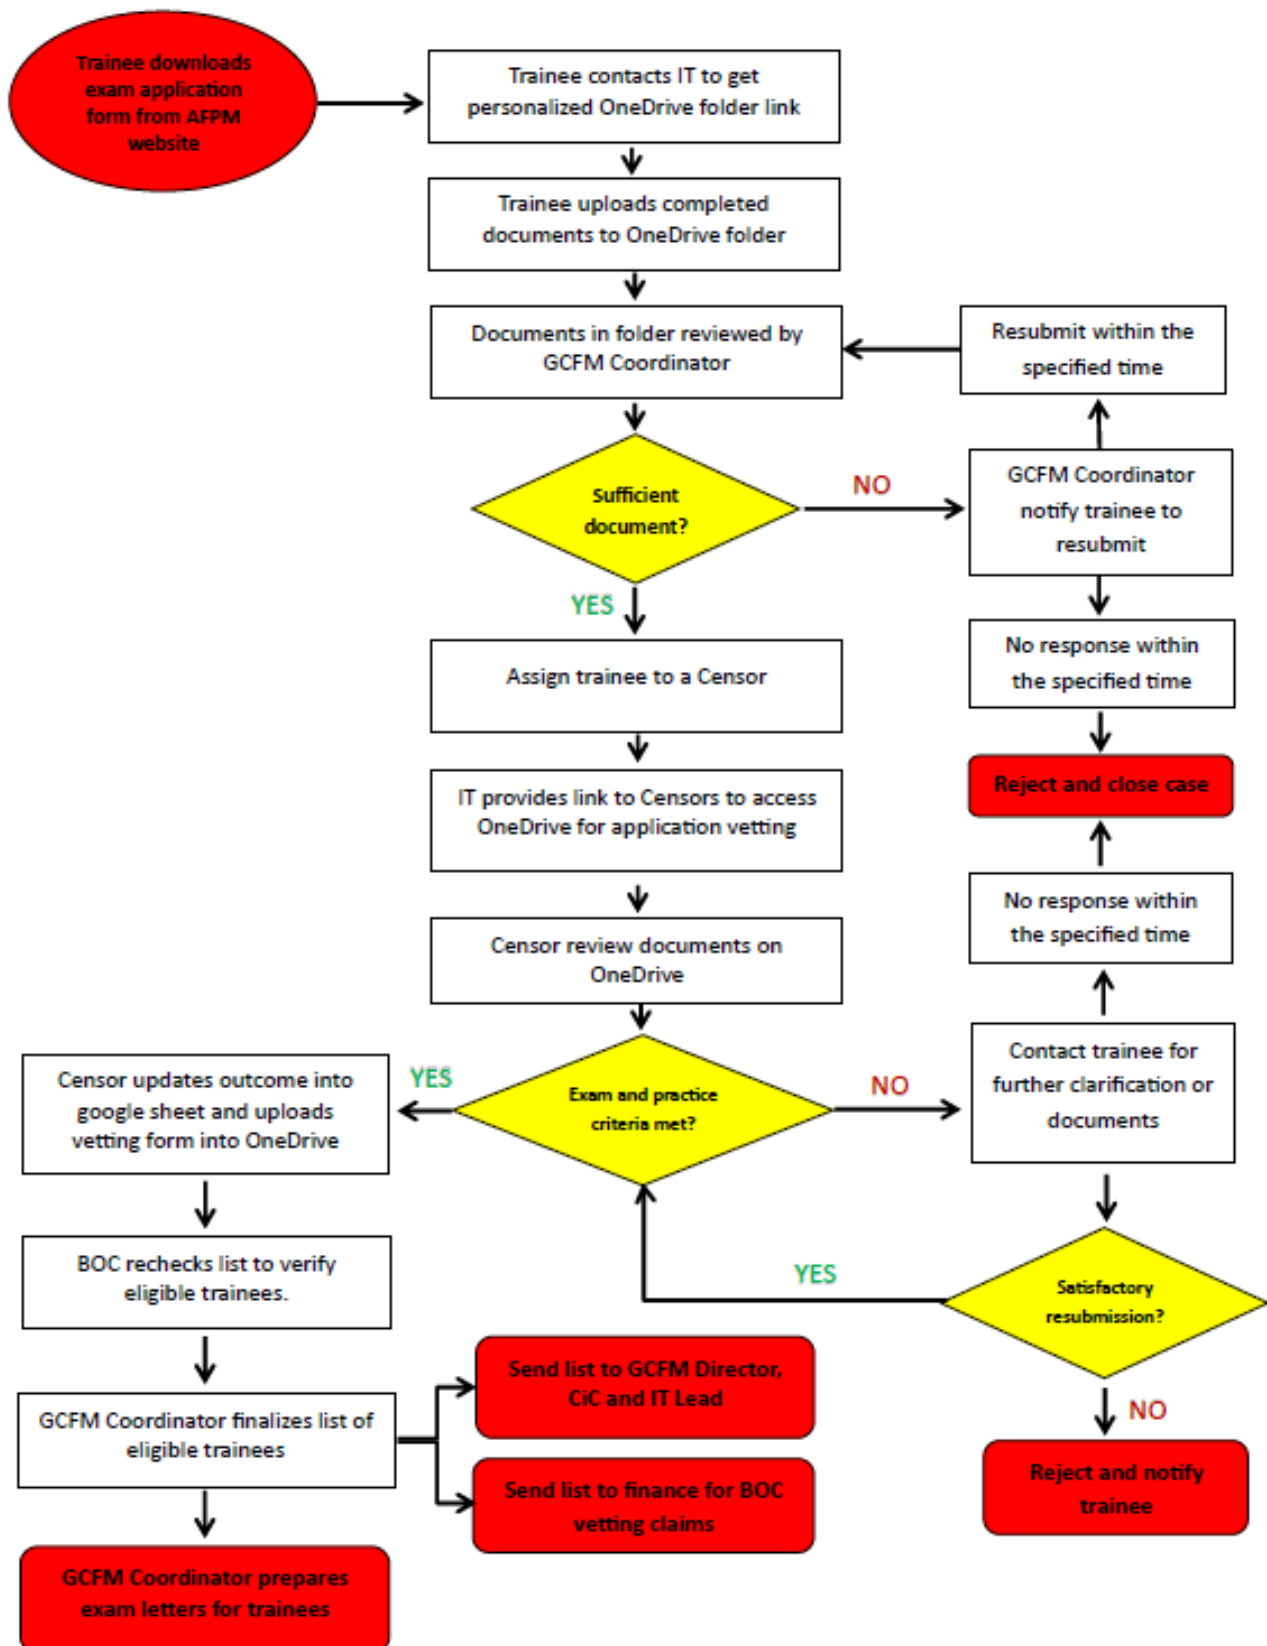 Trainee downloads
exam application
form from AFPM
website
Trainee contacts IT to get
personalized OneDrive folder link
Trainee uploads completed
documents to OneDrive folder
Documents in folder reviewed by
GCFM Coordinator
Resubmit within the
specified time
Sufficient
document?
NO
GCFM Coordinator
notify trainee to
resubmit
YES
No response within
the specified time
Assign trainee to a Censor
Reject and close case
IT provides link to Censors to access
OneDrive for application vetting
No response within
the specified time
Censor review documents on
OneDrive
Exam and practice
criteria met?
NO
Contact trainee for
further clarification or
documents
YES
Censor updates outcome into
google sheet and uploads
vetting form into OneDrive
BOC rechecks list to verify
eligible trainees.
YES
Satisfactory
resubmission?
NO
Reject and notify
trainee
GCFM Coordinator finalizes list of
eligible trainees
Send list to GCFM Director,
CiC and IT Lead
Send list to finance for BOC
vetting claims
GCFM Coordinator prepares
exam letters for trainees